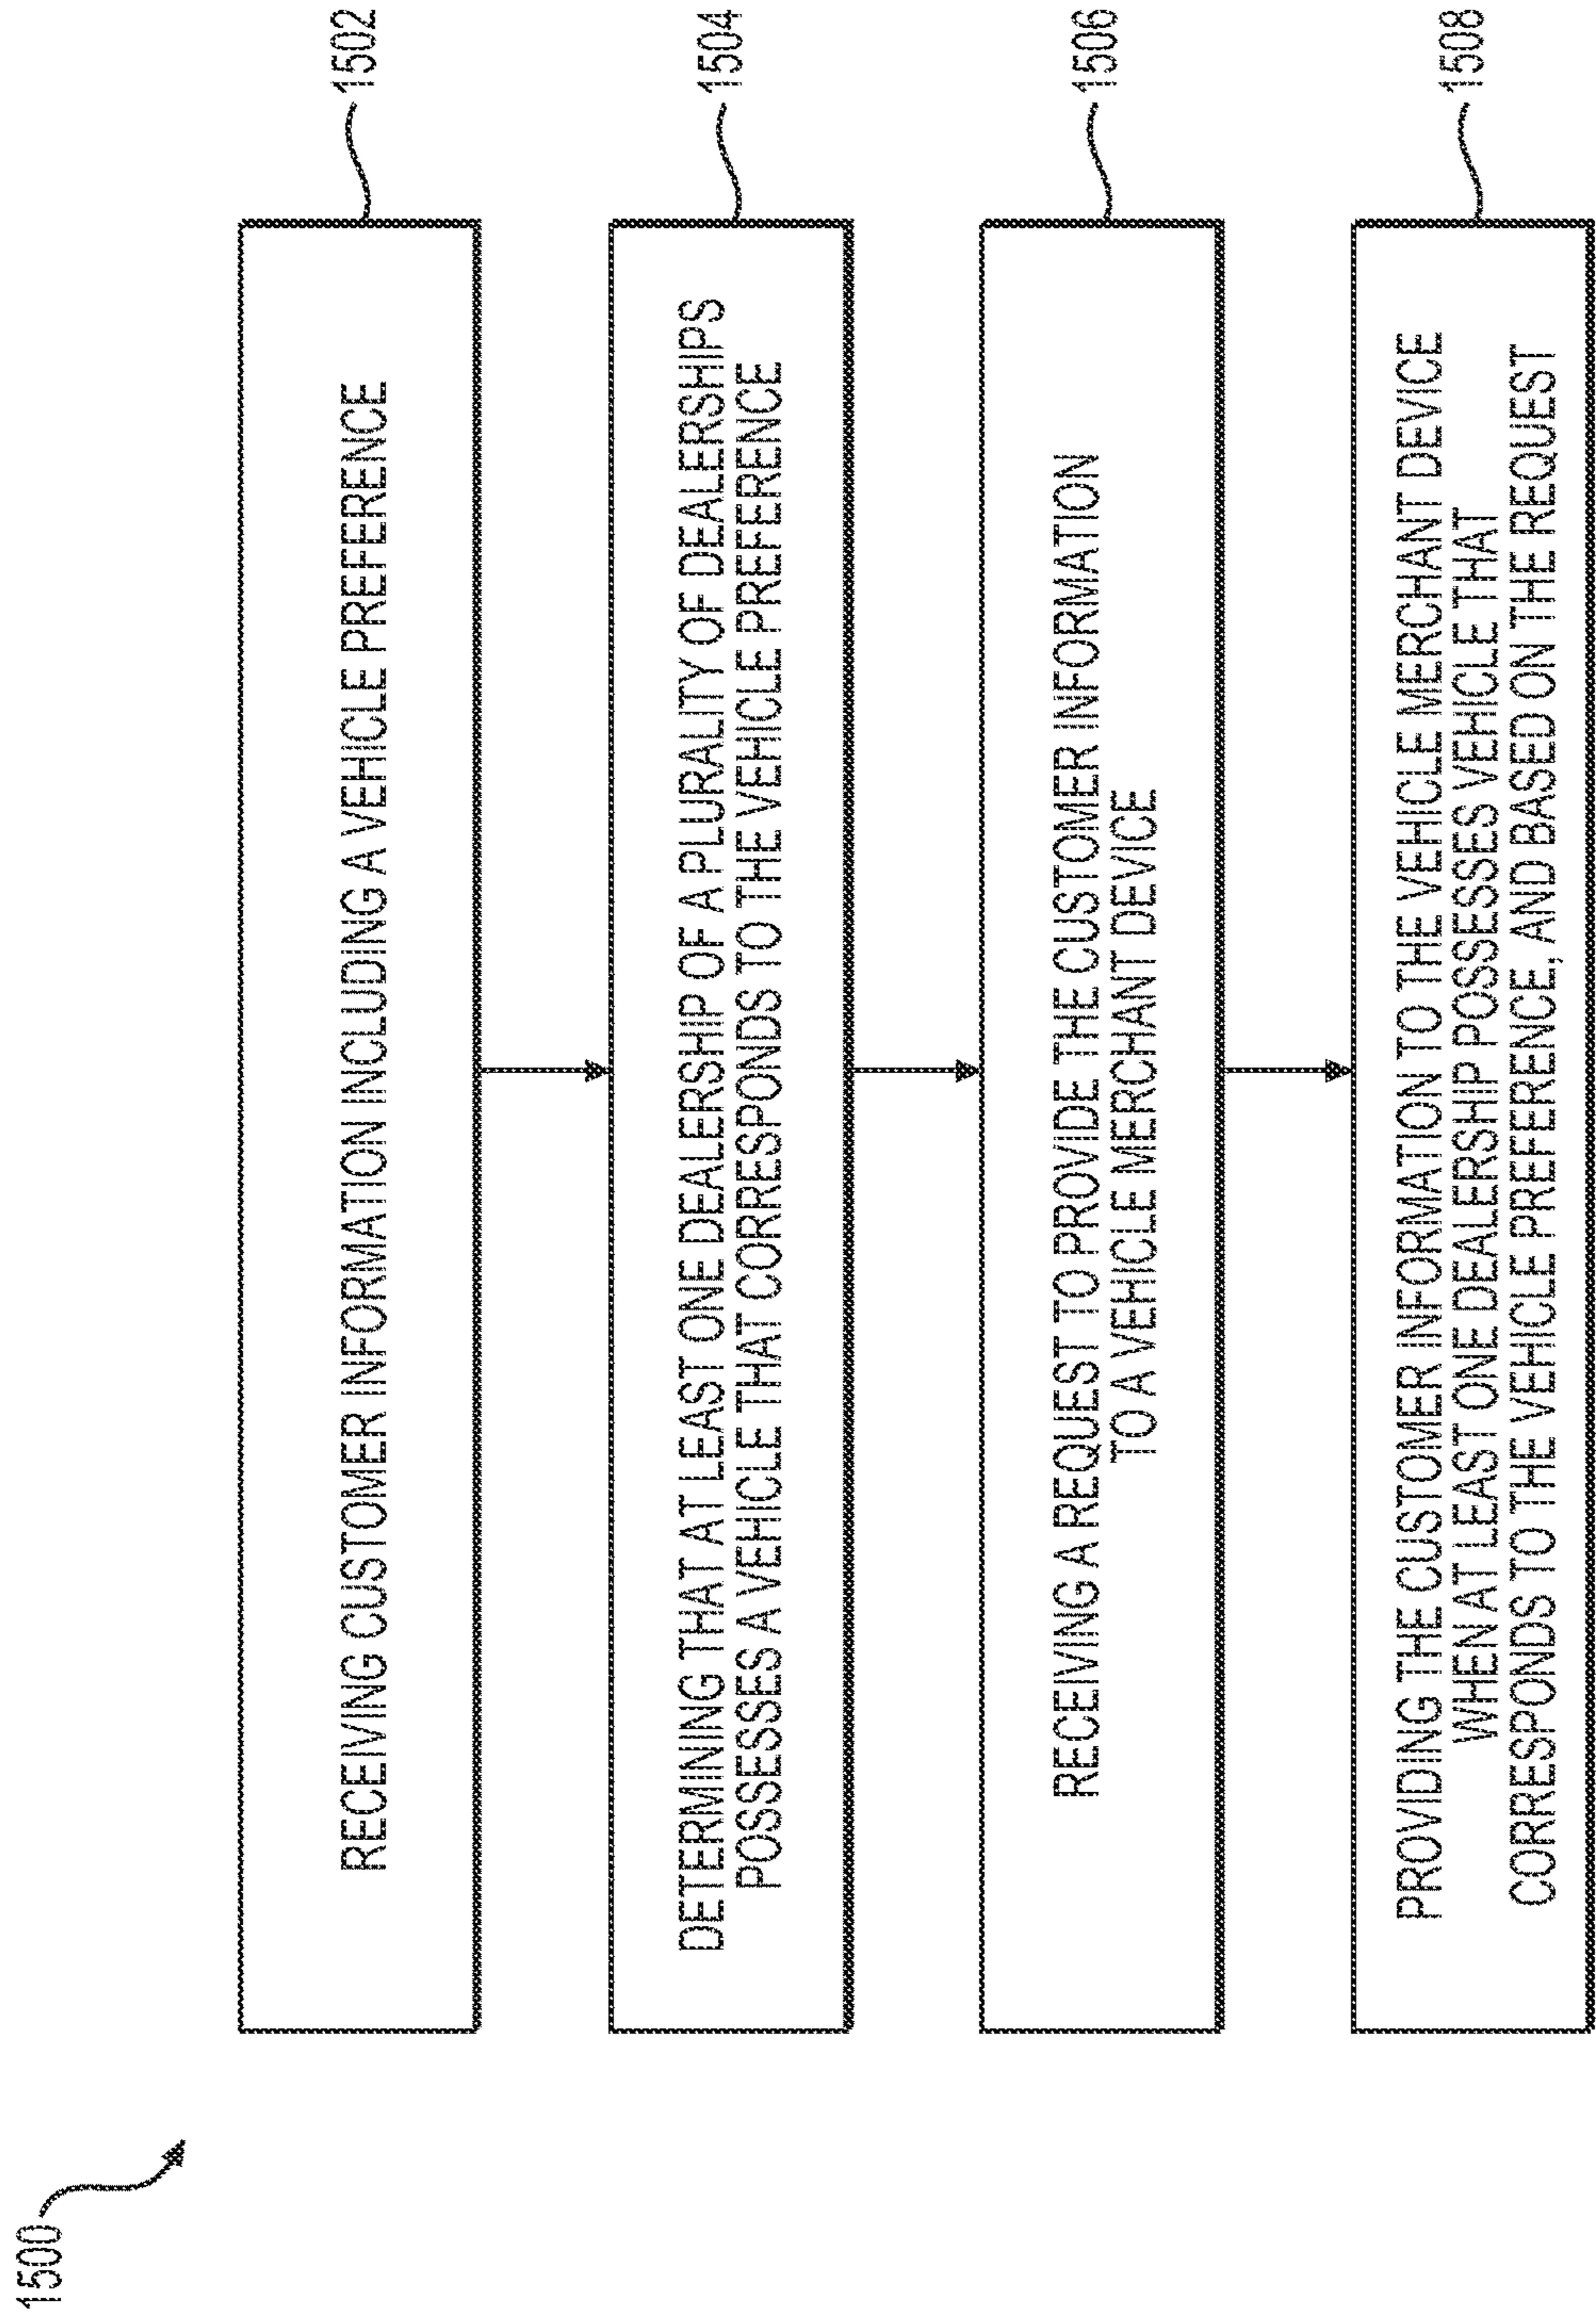 1500
RECEIVING CUSTOMER INFORMATION INCLUDING A VEHICLE PREFERENCE
1502
DETERMINING THAT AT LEAST ONE DEALERSHIP OF A PLURALITY OF DEALERSHIPS
POSSESSES A VEHICLE THAT CORRESPONDS TO THE VEHICLE PREFERENCE
1504
RECEIVING A REQUEST TO PROVIDE THE CUSTOMER INFORMATION
TO A VEHICLE MERCHANT DEVICE
1506
PROVIDING THE CUSTOMER INFORMATION TO THE VEHICLE MERCHANT DEVICE
WHEN AT LEAST ONE DEALERSHIP POSSESSES VEHICLE THAT
CORRESPONDS TO THE VEHICLE PREFERENCE, AND BASED ON THE REQUEST
1508